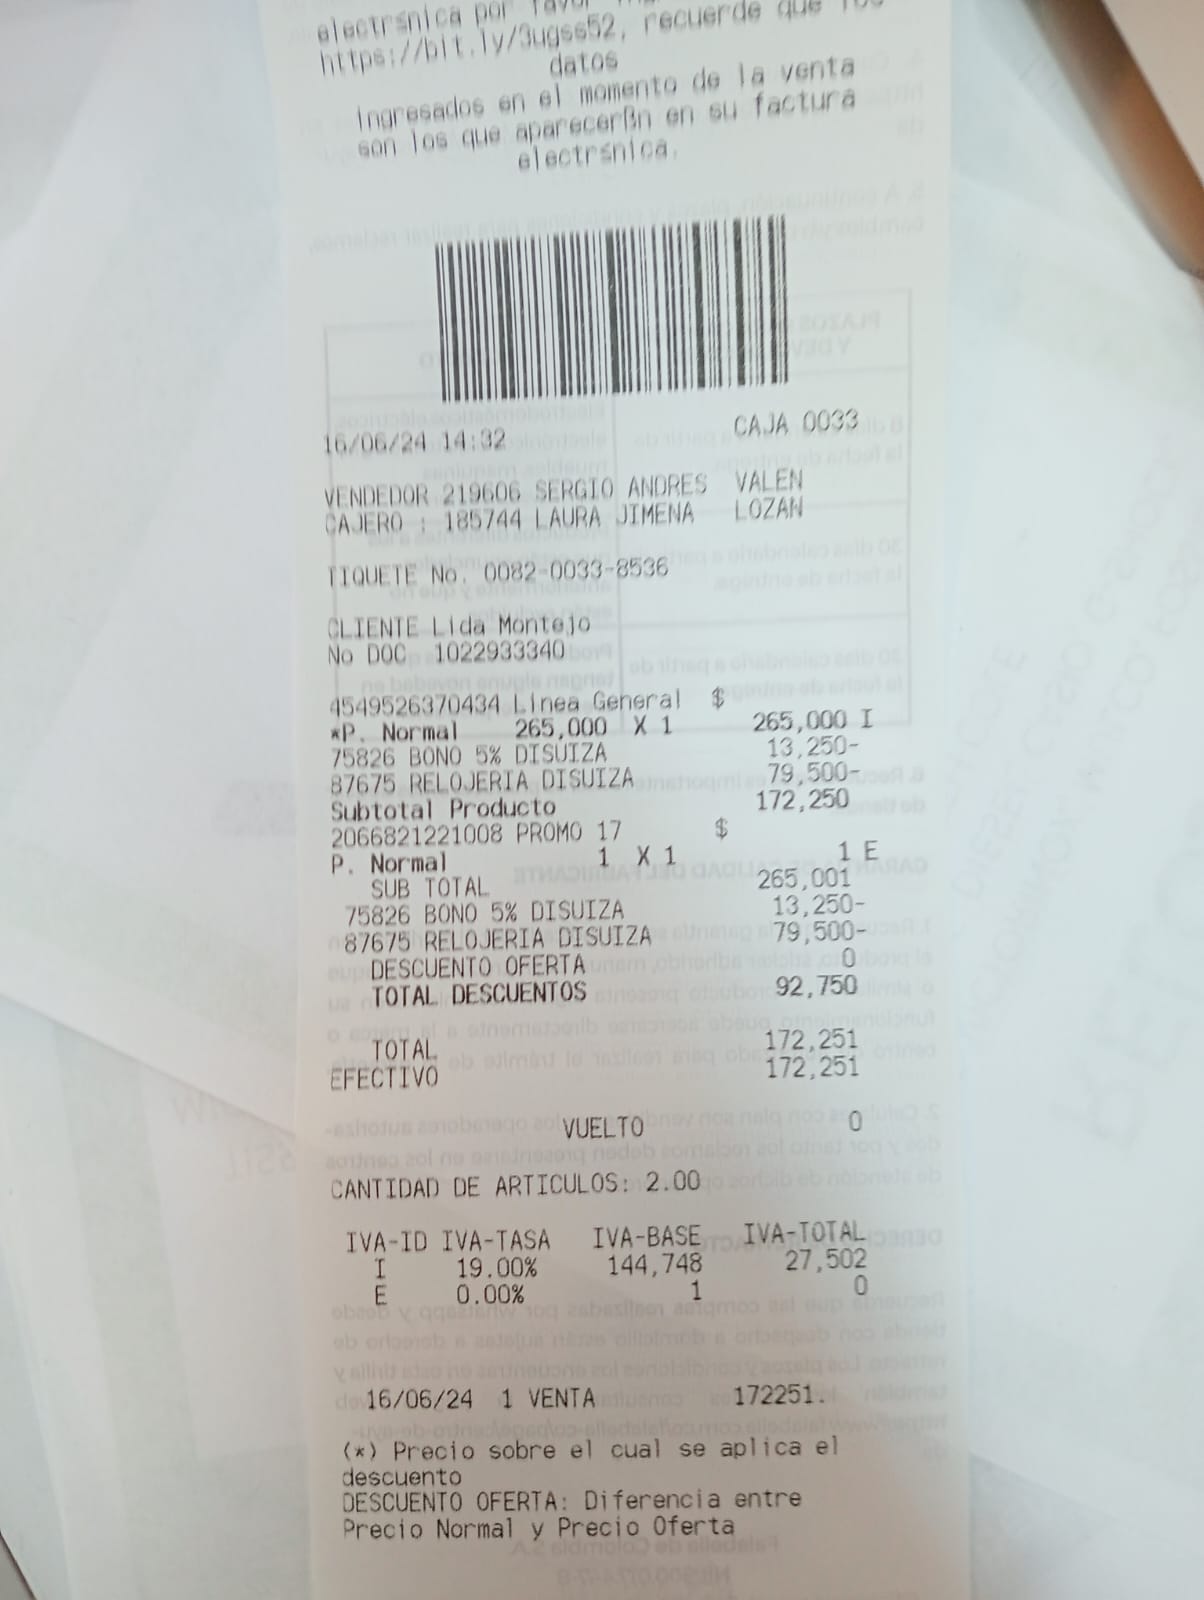 electrsnica por favor
https://bit.ly/3ugss52, recuerde que los
datos
ingresados en el momento de la venta
son los que aparecerßn en su factura
electrsnica.
16/06/24 14:32 CAJA 0033
VENDEDOR 219606 SERGIO ANDRES VALEN
CAJERO : 185744 LAURA JIMENA LOZAN
TIQUETE No. 0082-0033-8536
CLIENTE Lida Montejo
No DOC 1022933340
4549526370434 Linea General $
*P. Normal 265,000 X 1 265,000 I
75826 BONO 5% DISUIZA 13,250-
87675 RELOJERIA DISUIZA 79,500-
Subtotal Producto 172,250
2066821221008 PROMO 17 $
P. Normal 1 X 1 1 E
SUB TOTAL 265,001
75826 BONO 5% DISUIZA 13,250-
87675 RELOJERIA DISUIZA 79,500-
DESCUENTO OFERTA 0
TOTAL DESCUENTOS 92,750
TOTAL 172,251
EFECTIVO 172,251
VUELTO 0
CANTIDAD DE ARTICULOS: 2.00
IVA-ID IVA-TASA IVA-BASE IVA-TOTAL
I 19.00% 144,748 27,502
E 0.00% 1 0
16/06/24 1 VENTA 172251.
(*) Precio sobre el cual se aplica el
descuento
DESCUENTO OFERTA: Diferencia entre
Precio Normal y Precio Oferta